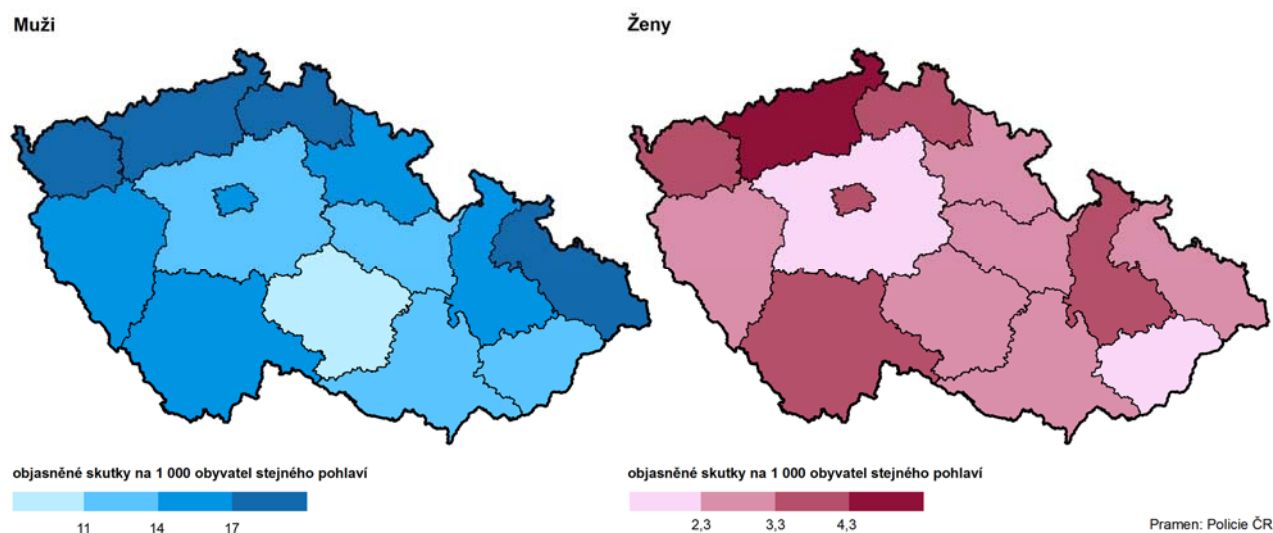 Muži
Ženy
objasněné skutky na 1 000 obyvatel stejného pohlaví
11 14 17
objasněné skutky na 1 000 obyvatel stejného pohlaví
2,3 3,3 4,3
Pramen: Policie ČR